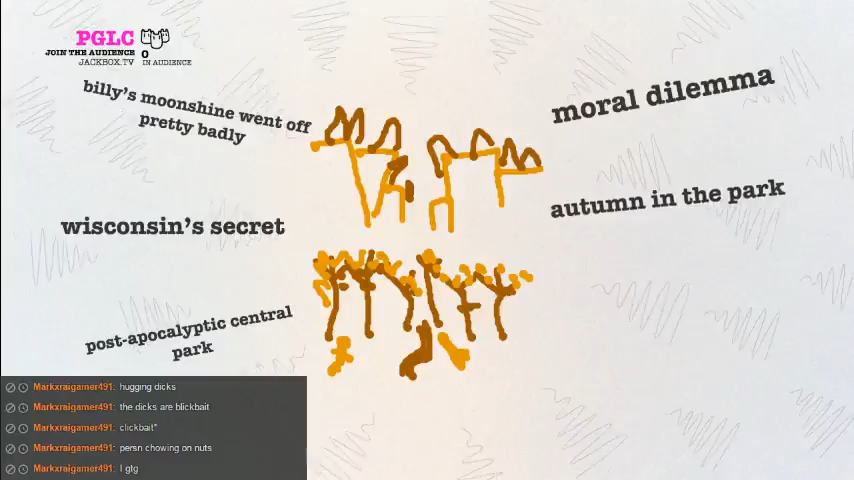 PGLC
JOIN THE AUDIENCE
JACKBOX.TV
0
IN AUDIENCE
billy's moonshine went off
pretty badly
moral dilemma
wisconsin's secret
autumn in the park
post-apocalyptic central
park
Markxraigamer491: hugging dicks
Markxraigamer491: the dicks are blickbait
Markxraigamer491: clickbait*
Markxraigamer491: persn chowing on nuts
Markxraigamer491: I gtg